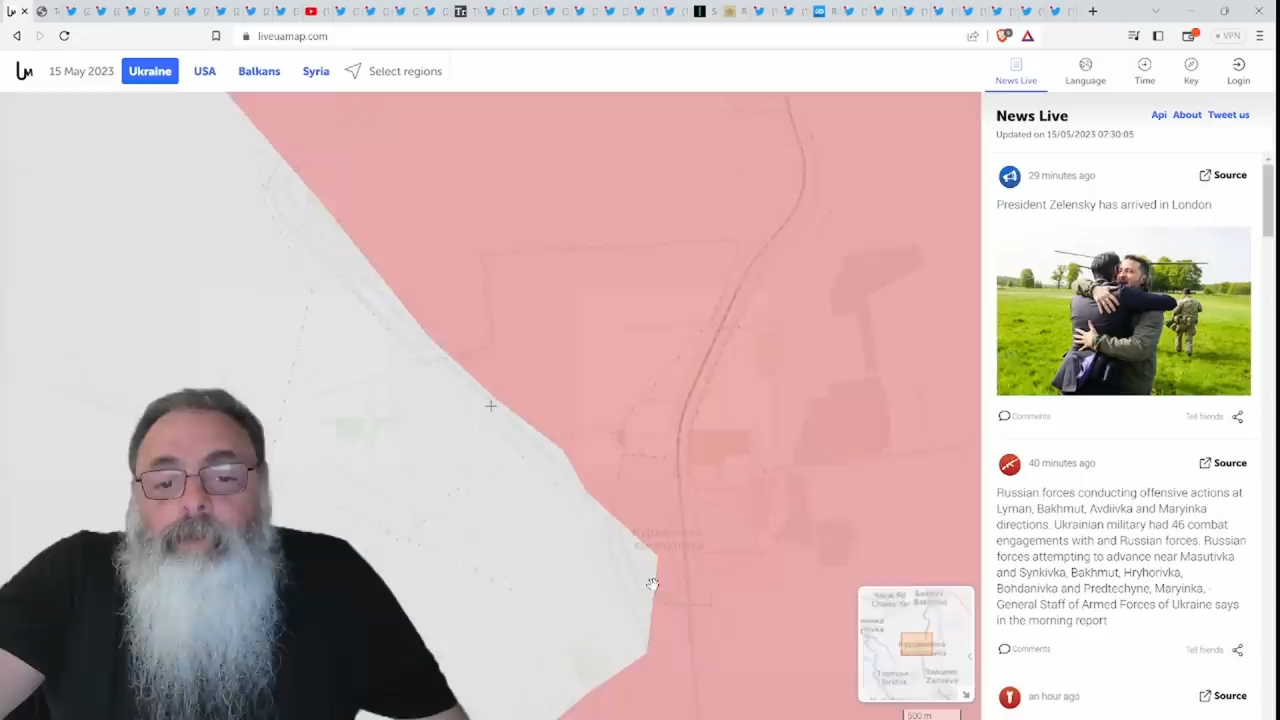 liveuamap.com
VPN
15 May 2023
Ukraine
USA
Balkans
Syria
Select regions
News Live
Language
Time
Key
Login
News Live
Api About Tweet us
Updated on 15/05/2023 07:30:05
29 minutes ago
Source
President Zelensky has arrived in London
Comments
Tell friends
40 minutes ago
Source
Russian forces conducting offensive actions at
Lyman, Bakhmut, Avdiivka and Maryinka
directions. Ukrainian military had 46 combat
engagements with and Russian forces. Russian
forces attempting to advance near Masutivka
and Synkivka, Bakhmut, Hryhorivka,
Bohdanivka and Predtechyne, Maryinka, -
General Staff of Armed Forces of Ukraine says
in the morning report
Comments
Tell friends
an hour ago
Source
500 m